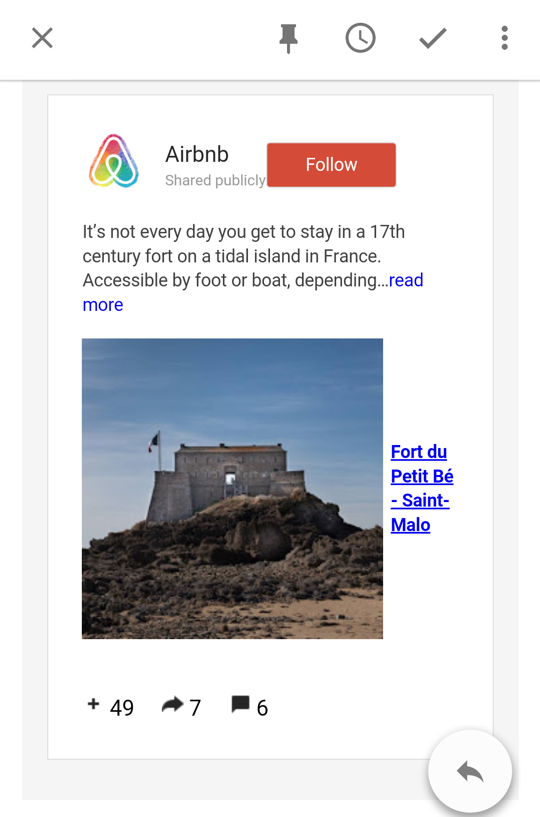 Airbnb
Follow
Shared publicly
It’s not every day you get to stay in a 17th
century fort on a tidal island in France.
Accessible by foot or boat, depending...read
more
Fort du
Petit Bé
- Saint-
Malo
+ 49 7 6